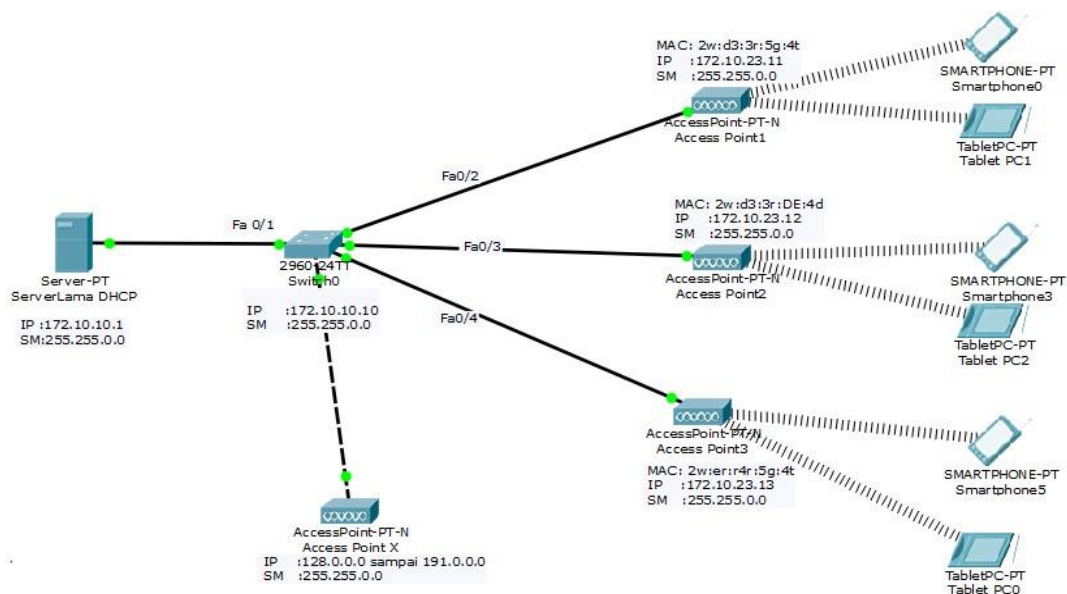 MAC: 2w:d3:3r:5g:4t
IP :172.10.23.11
SM :255.255.0.0
AccessPoint-PT-N
Access Point1
SMARTPHONE-PT
Smartphone0
TabletPC-PT
Tablet PC1
Fa0/2
Fa 0/1
Fa0/3
Fa0/4
Server-PT
ServerLama DHCP
IP :172.10.10.1
SM:255.255.0.0
2960-24TT
Switch0
IP :172.10.10.10
SM :255.255.0.0
MAC: 2w:d3:3r:DE:4d
IP :172.10.23.12
SM :255.255.0.0
AccessPoint-PT-N
Access Point2
SMARTPHONE-PT
Smartphone3
TabletPC-PT
Tablet PC2
AccessPoint-PT-N
Access Point3
MAC: 2w:er:r4r:5g:4t
IP :172.10.23.13
SM :255.255.0.0
SMARTPHONE-PT
Smartphone5
TabletPC-PT
Tablet PC0
AccessPoint-PT-N
Access Point X
IP :128.0.0.0 sampai 191.0.0.0
SM :255.255.0.0